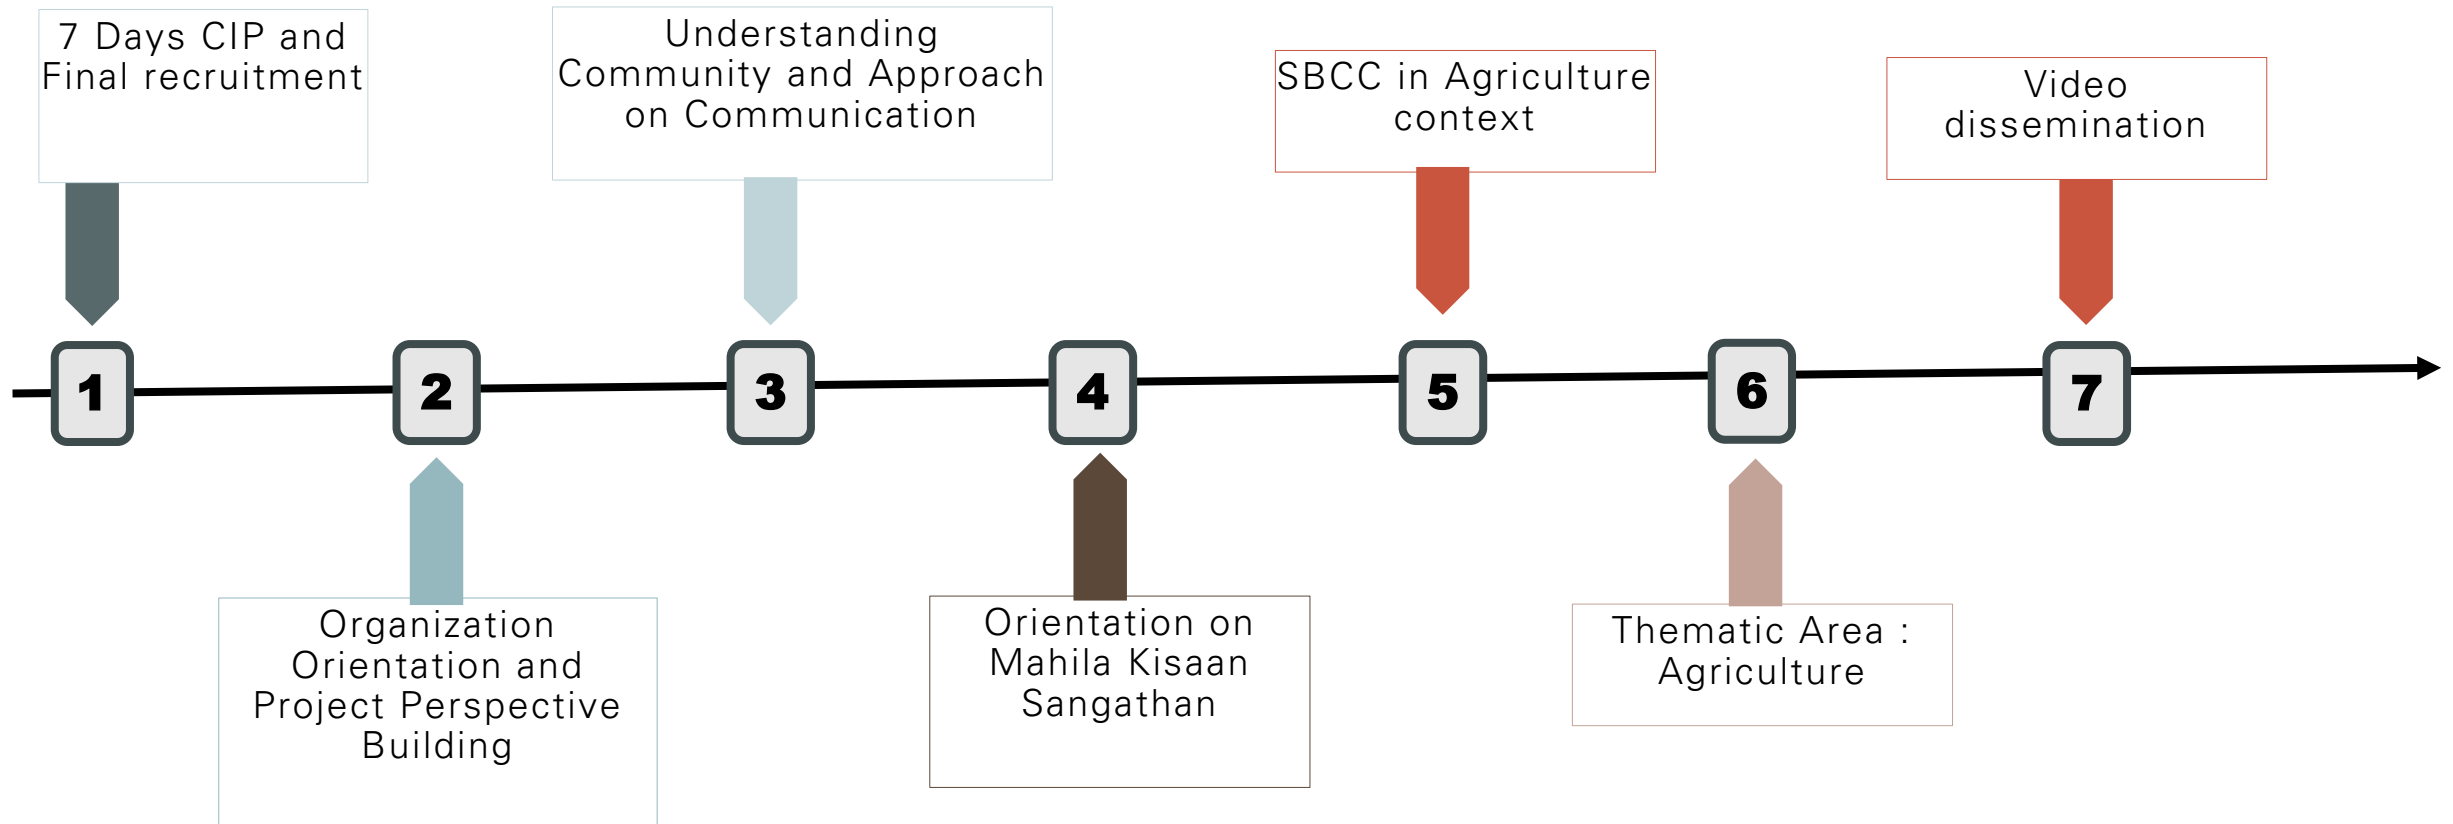 7 Days CIP and
Final recruitment
Understanding
Community and Approach
on Communication
SBCC in Agriculture
context
Video
dissemination
1
2
3
4
5
6
7
Organization
Orientation and
Project Perspective
Building
Orientation on
Mahila Kisaan
Sangathan
Thematic Area :
Agriculture